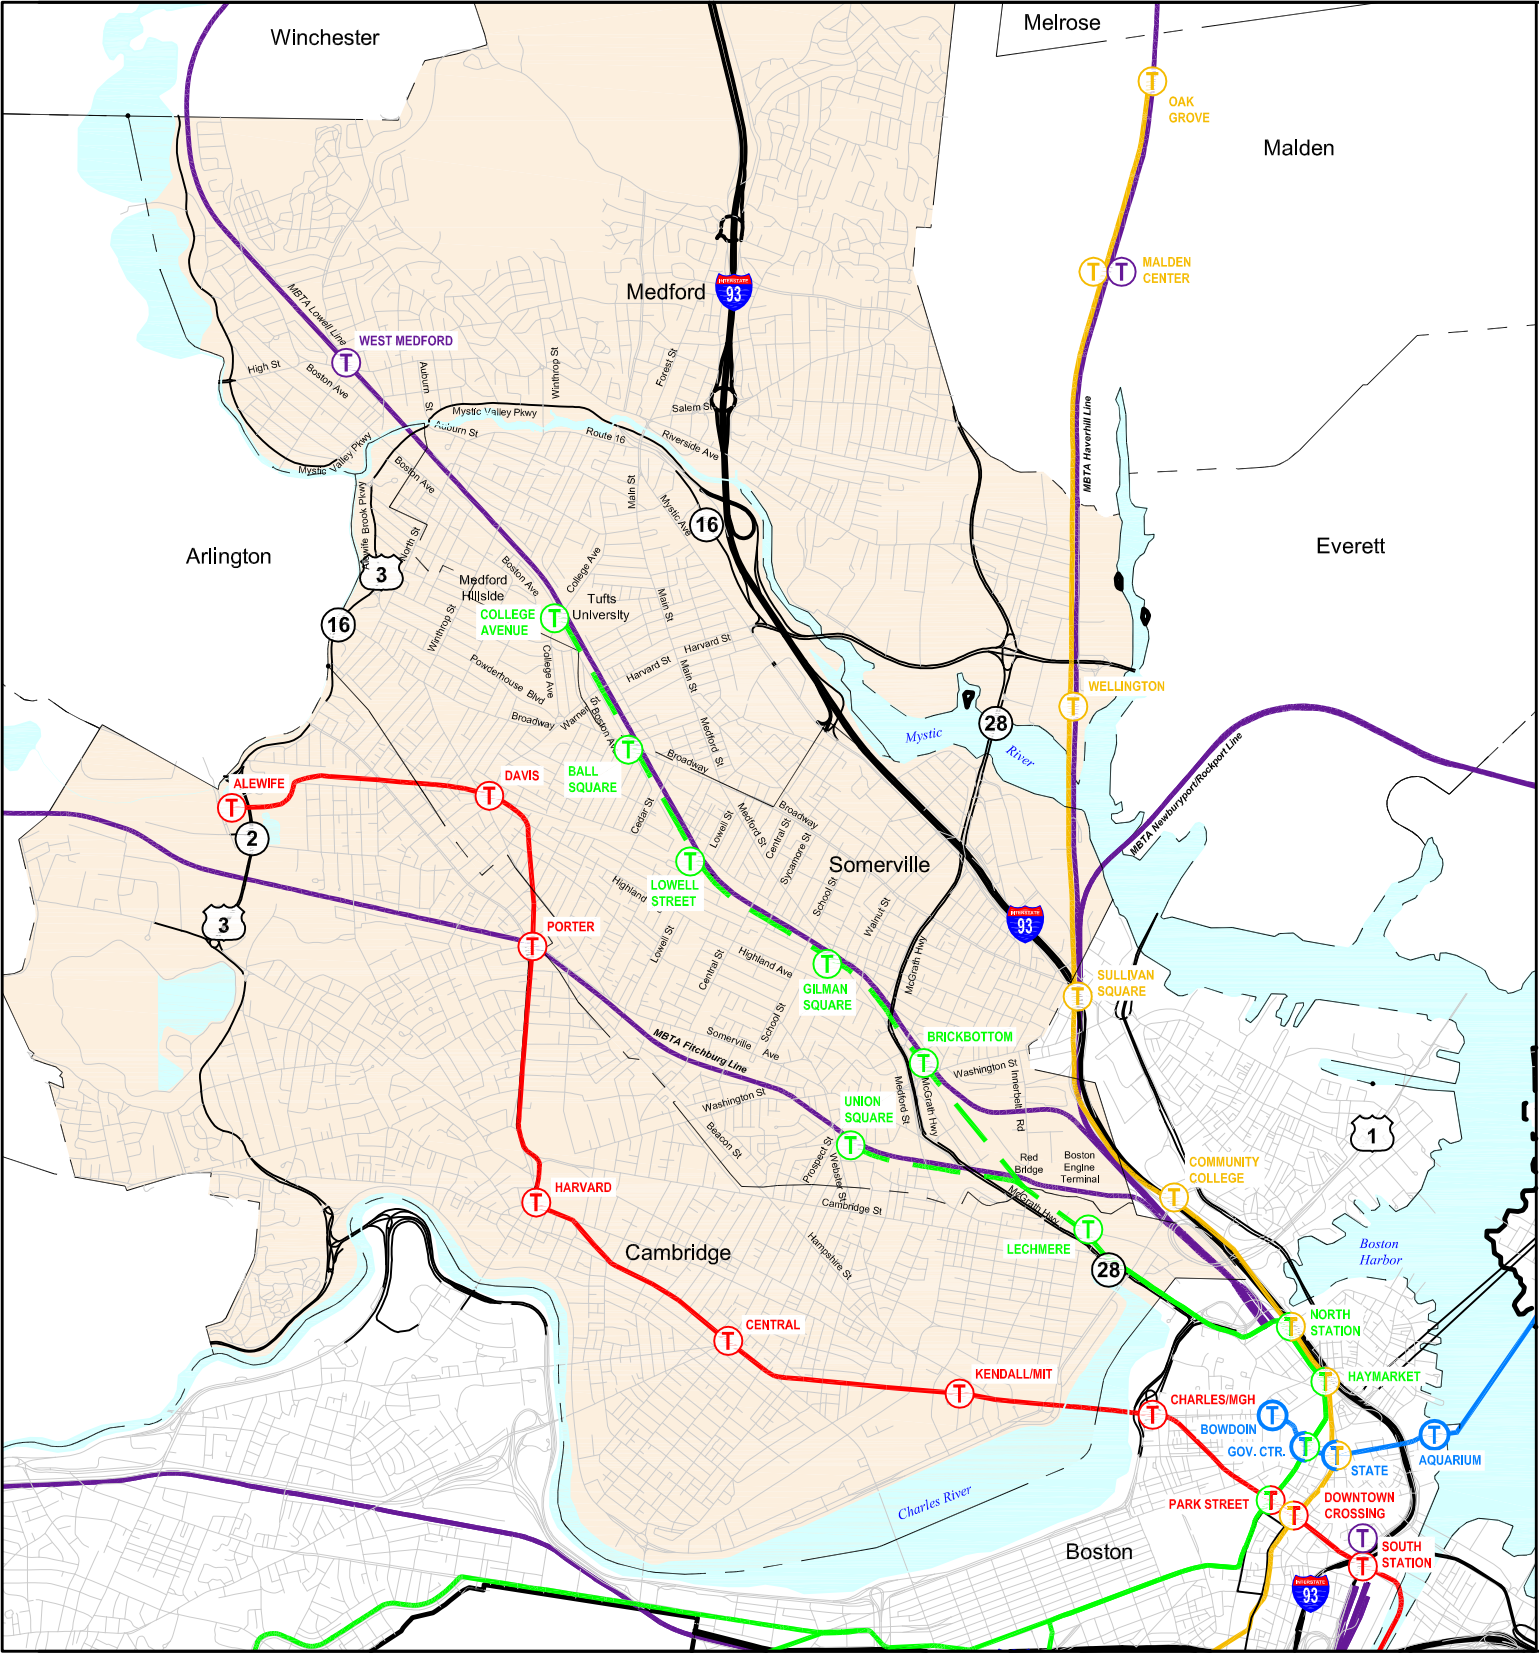 Winchester
Melrose
OAK
GROVE
Malden
MALDEN
CENTER
Medford
INTERSTATE
93
MBTA Lowell Line
WEST MEDFORD
High St
Boston Ave
Auburn St
Winthrop St
Forest St
Salem St
Mystic Valley Pkwy
Auburn St
Route 16
Riverside Ave
Mystic Valley Pkwy
Boston Ave
Main St
Mystic Ave
MBTA Haverhill Line
Alewife Brook Pkwy
North St
16
Arlington
3
Everett
16
Boston Ave
College Ave
Medford
Hillside
Tufts
University
COLLEGE
AVENUE
Winthrop St
Main St
Harvard St
Harvard St
Main St
College Ave
Powderhouse Blvd
Broadway
Warner St
Boston Ave
Medford St
WELLINGTON
28
Mystic
River
BALL
SQUARE
Broadway
MBTA Newburyport/Rockport Line
ALEWIFE
DAVIS
2
Cedar St
Lowell St
Medford St
Central St
Broadway
Sycamore St
Somerville
LOWELL
STREET
Highland
School St
Walnut St
3
INTERSTATE
93
PORTER
Lowell St
Central St
Highland Ave
McGrath Hwy
GILMAN
SQUARE
SULLIVAN
SQUARE
School St
Somerville Ave
MBTA Fitchburg Line
BRICKBOTTOM
Washington St
Innerbelt Rd
Washington St
UNION
SQUARE
Medford St
McGrath Hwy
Beacon St
Prospect St
Webster St
Red
Bridge
Boston
Engine
Terminal
COMMUNITY
COLLEGE
1
HARVARD
Cambridge St
McGrath Hwy
LECHMERE
Cambridge
Hampshire St
28
Boston
Harbor
CENTRAL
NORTH
STATION
KENDALL/MIT
HAYMARKET
CHARLES/MGH
BOWDOIN
GOV. CTR.
STATE
AQUARIUM
Charles River
PARK STREET
DOWNTOWN
CROSSING
Boston
SOUTH
STATION
INTERSTATE
93